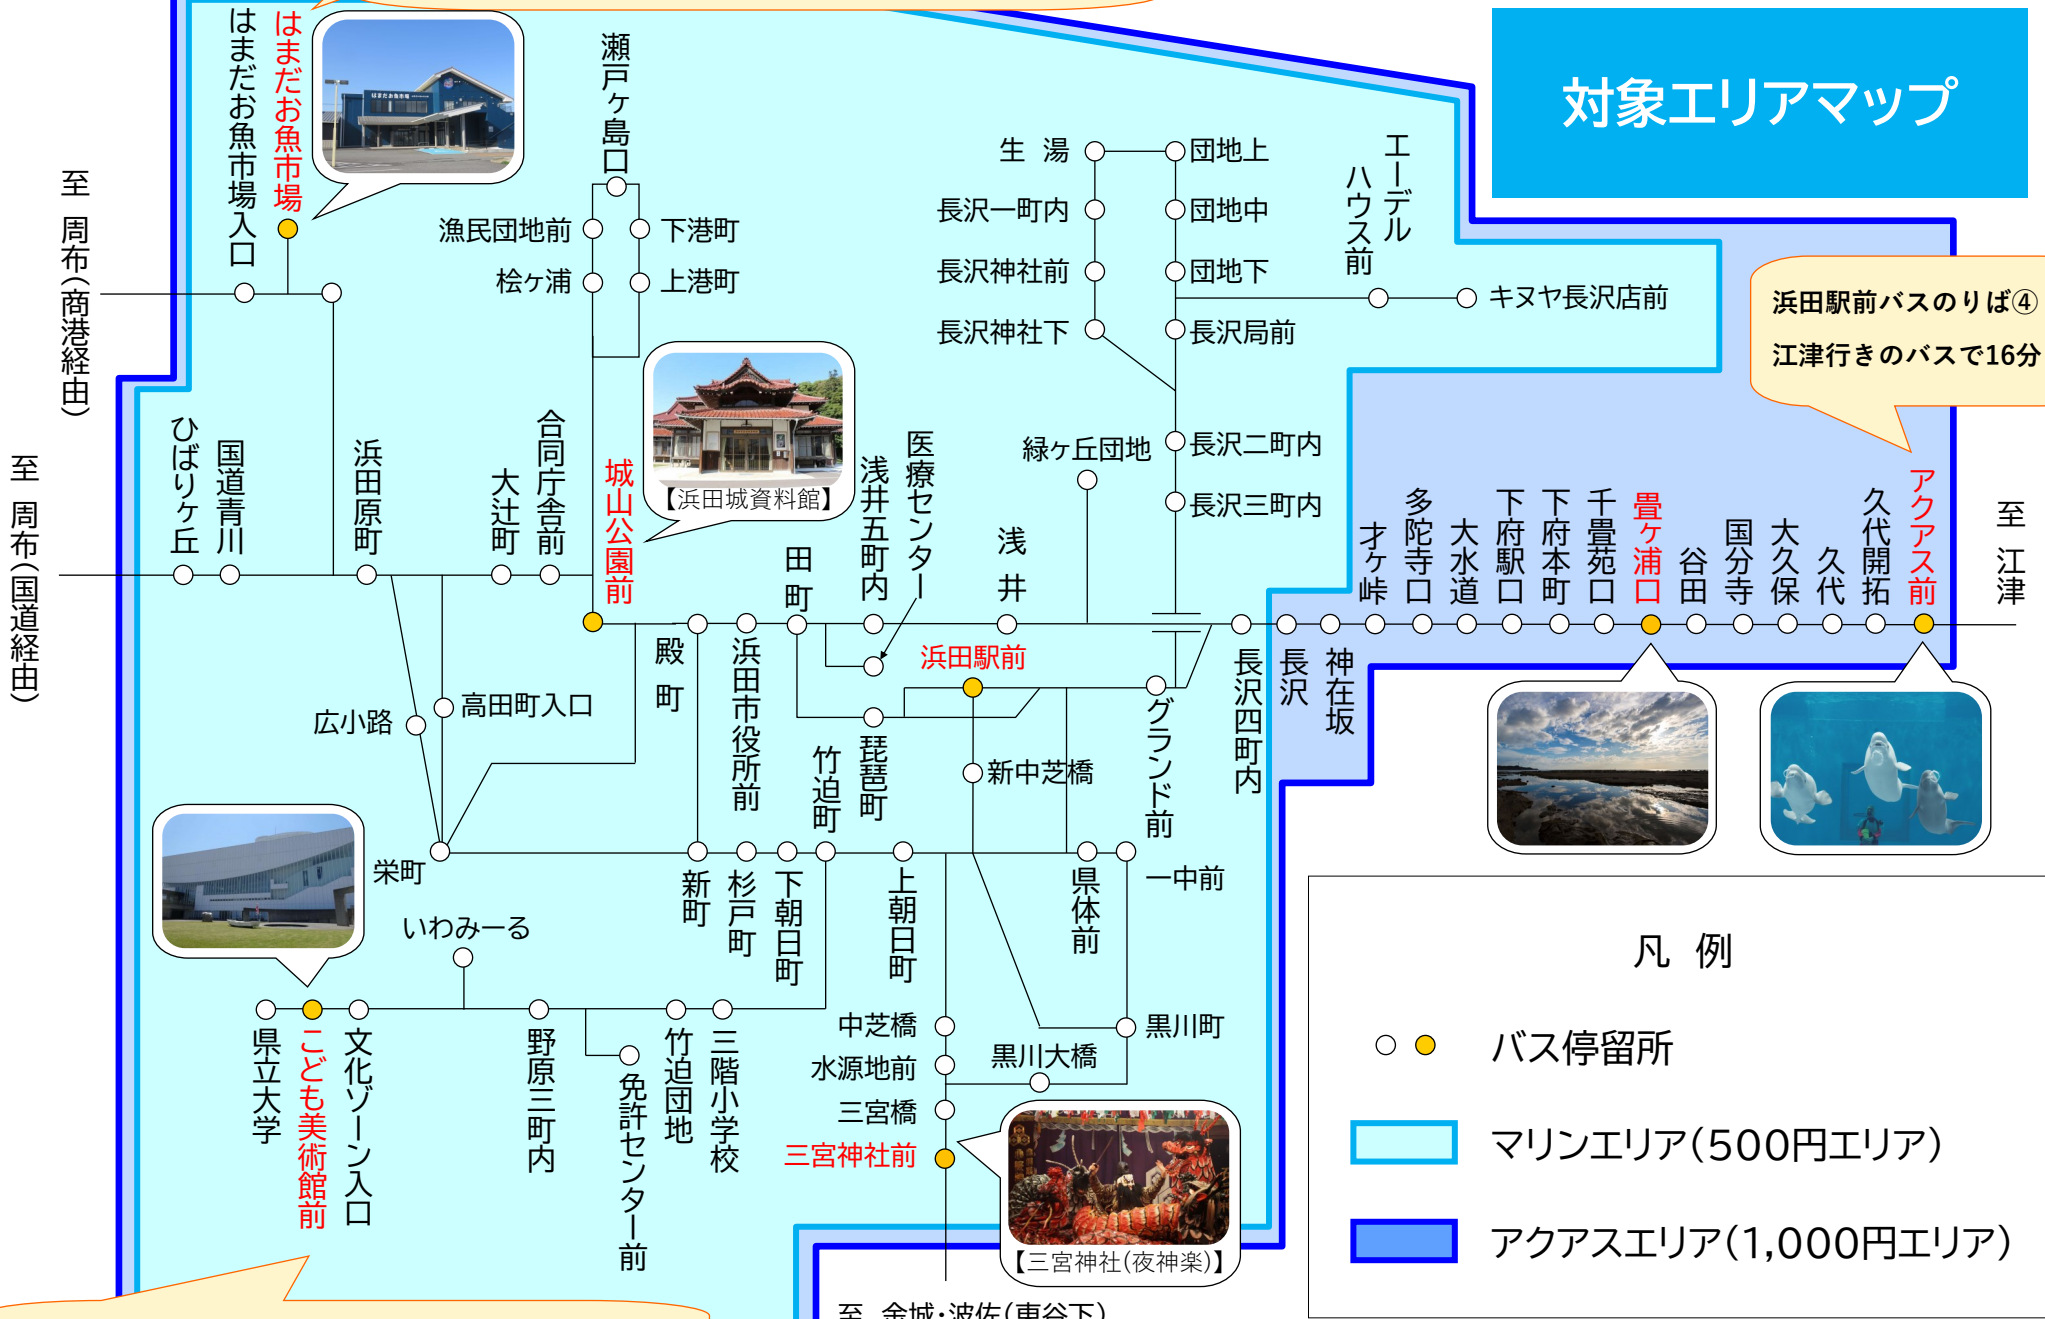 対象エリアマップ
はまだお魚市場入口
はまだお魚市場
はまだお魚市場
瀬戸ヶ島口
漁民団地前
下港町
桧ヶ浦
上港町
生 湯
団地上
長沢一町内
団地中
長沢神社前
団地下
長沢神社下
長沢局前
エーデル
ハウス前
キヌヤ長沢店前
浜田駅前バスのりば④
江津行きのバスで16分
至 周布(商港経由)
至 周布(国道経由)
ひばりヶ丘
国道青川
浜田原町
大辻町
合同庁舎前
城山公園前
【浜田城資料館】
田町
浅井五町内
医療センター
浅井
緑ヶ丘団地
長沢二町内
長沢三町内
才ヶ峠
多陀寺口
大水道
下府駅口
下府本町
千畳苑口
畳ヶ浦口
谷田
国分寺
大久保
久代
久代開拓
アクアス前
至 江津
殿町
浜田市役所前
浜田駅前
琵琶町
グランド前
長沢四町内
長沢
神在坂
広小路
高田町入口
新中芝橋
竹迫町
栄町
新町
杉戸町
下朝日町
上朝日町
県体前
一中前
いわみーる
県立大学
こども美術館前
文化ゾーン入口
野原三町内
免許センター前
竹迫団地
三階小学校
中芝橋
水源地前
黒川大橋
黒川町
三宮橋
三宮神社前
【三宮神社(夜神楽)】
至 金城・波佐(車谷下)
凡 例
バス停留所
マリンエリア(500円エリア)
アクアスエリア(1,000円エリア)